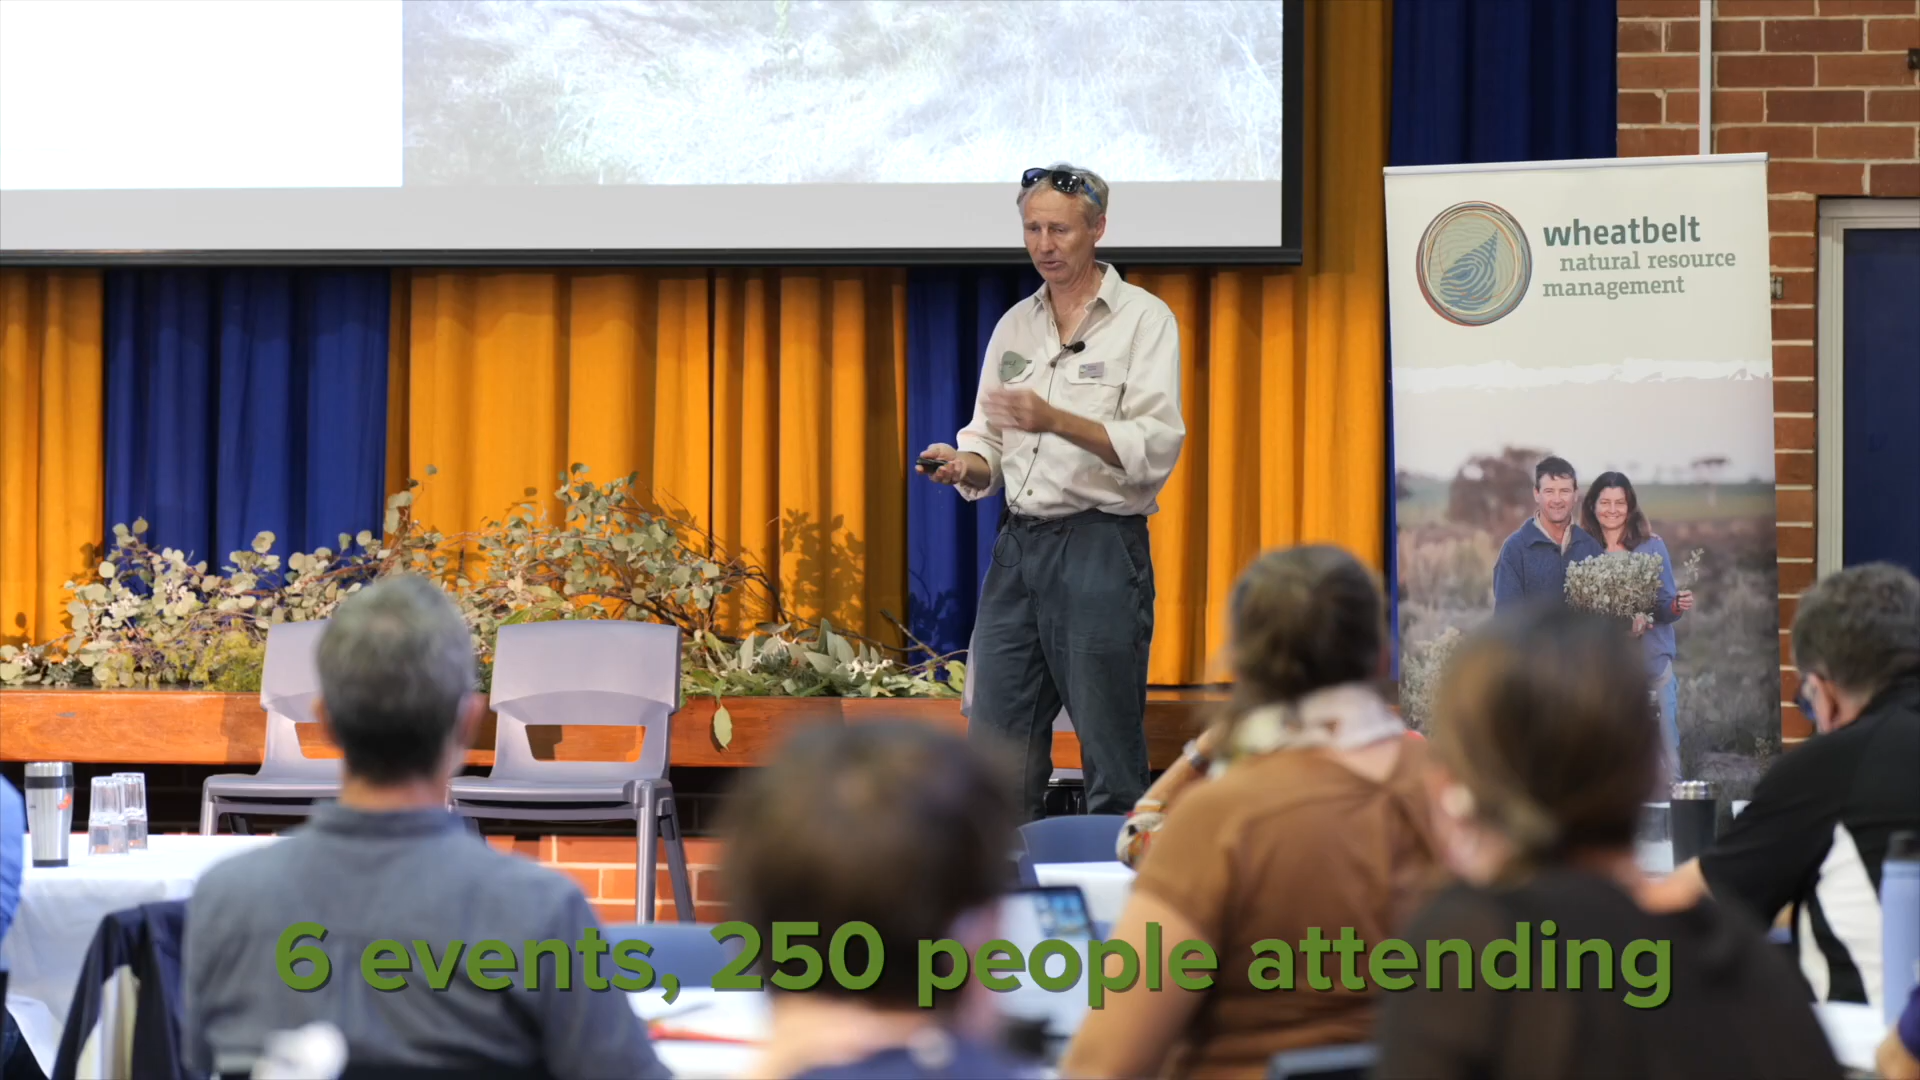 wheatbelt
natural resource
management
6 events, 250 people attending